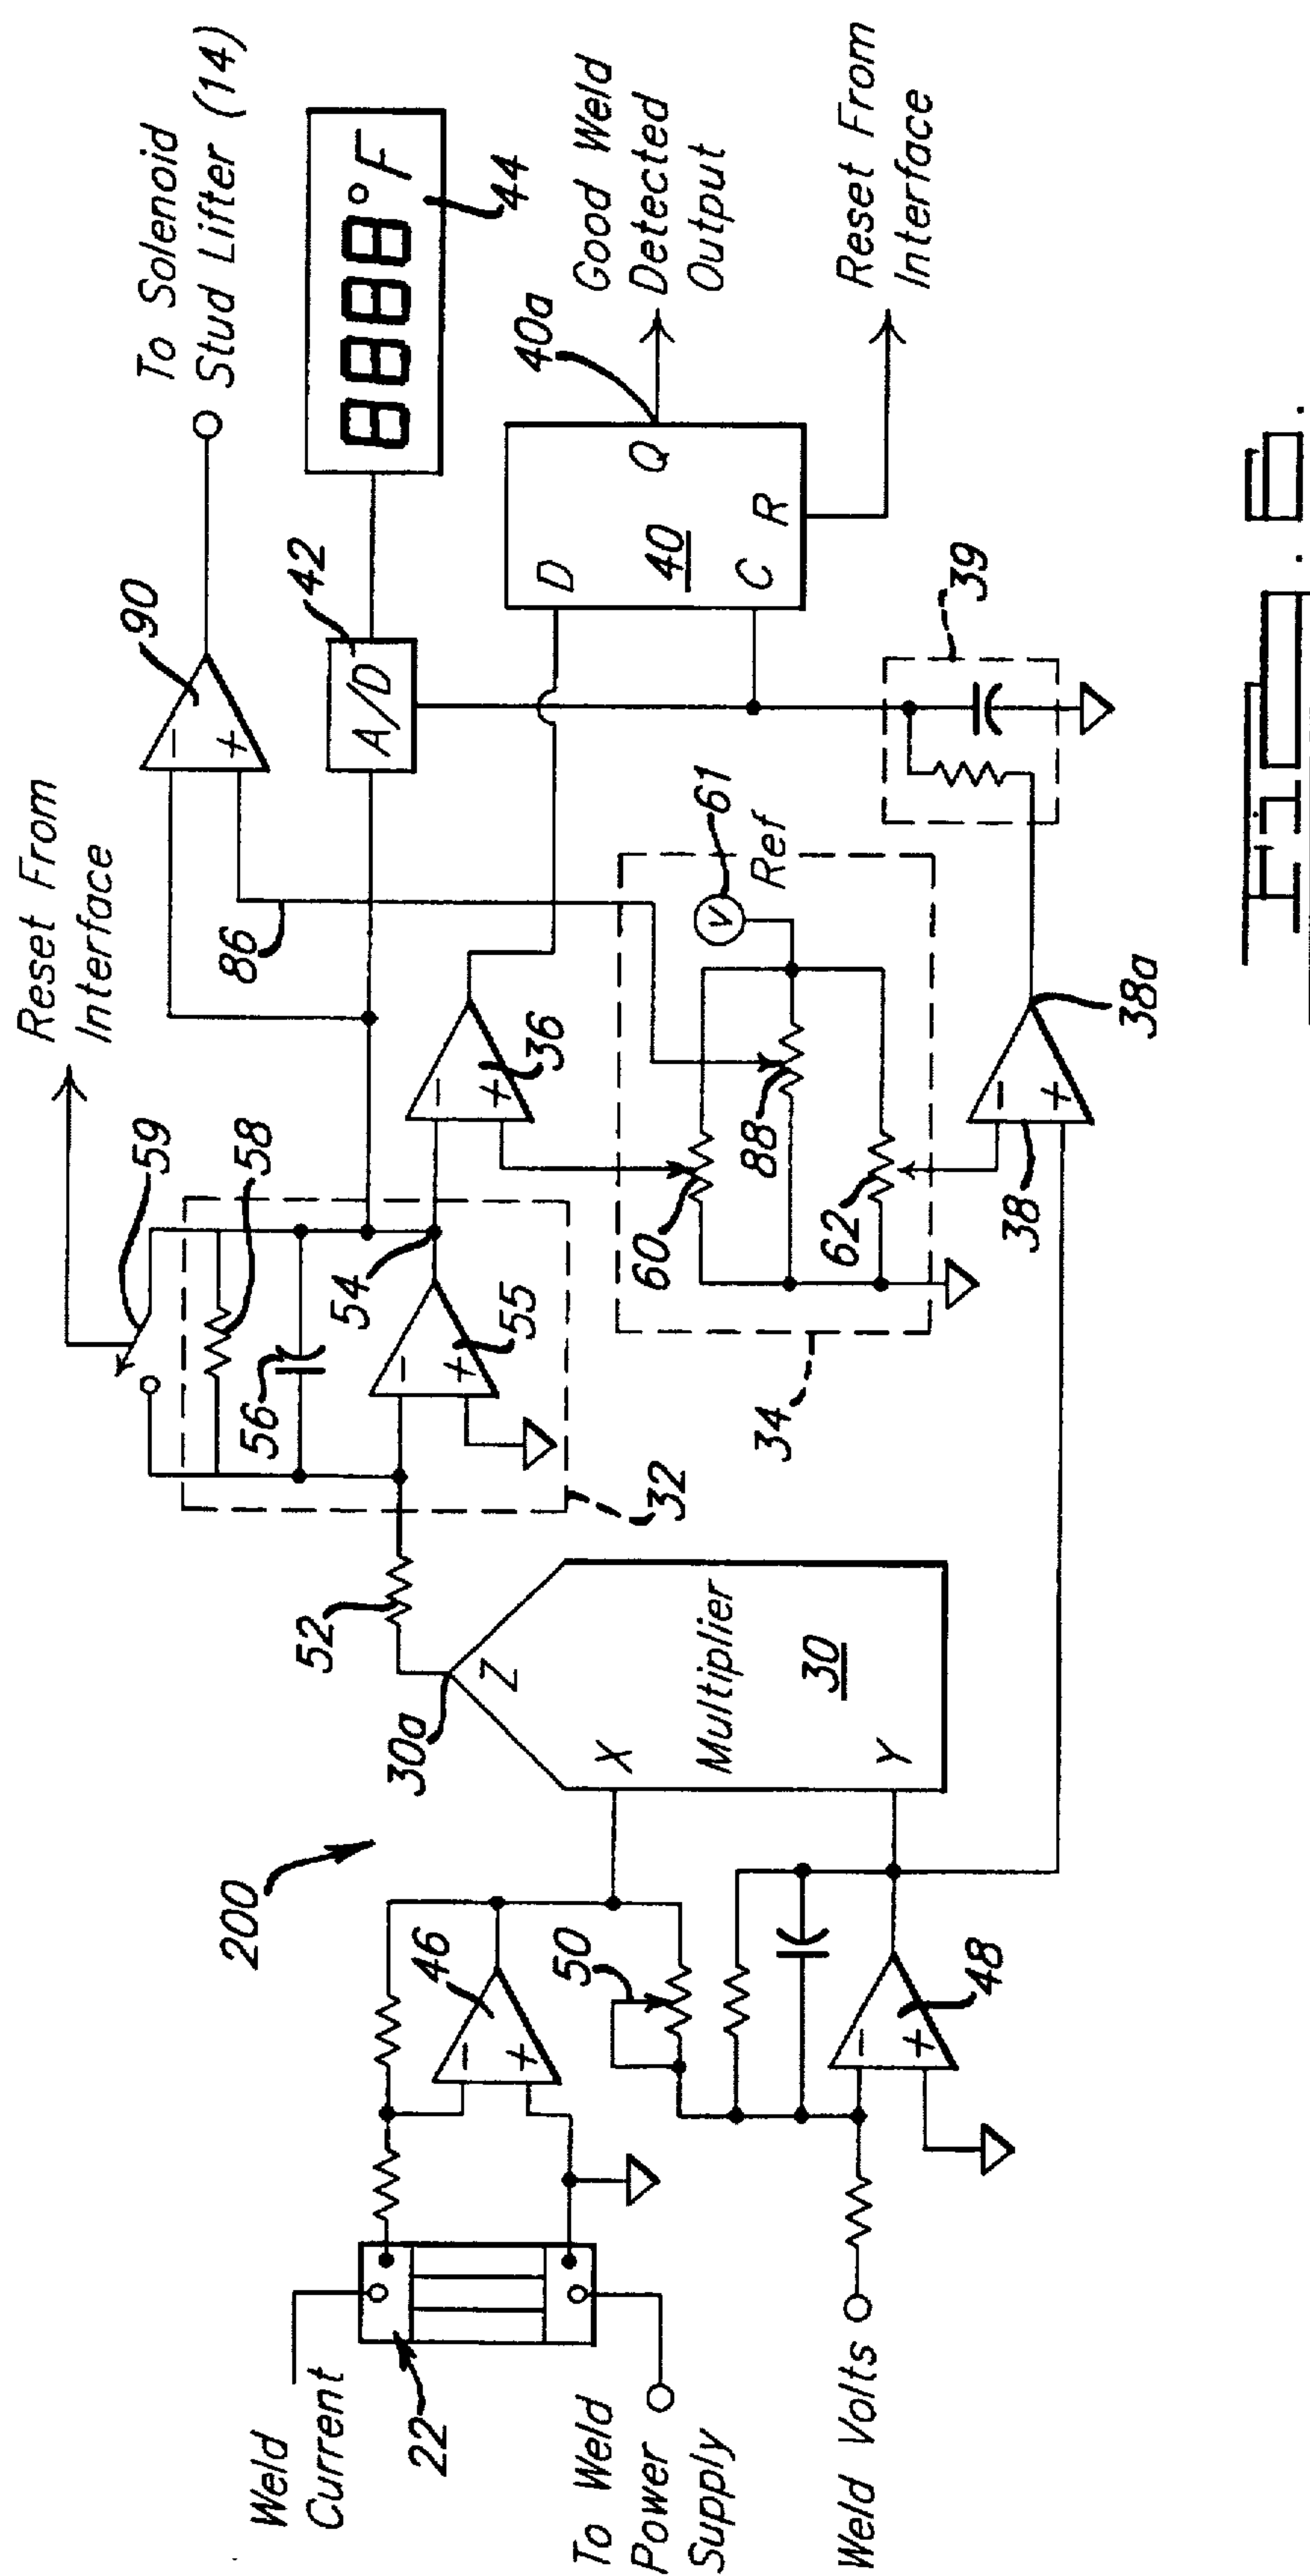 Reset From
Interface
To Solenoid
Stud Lifter (14)
90
59
58
86
42
A/D
8888°F
44
56
54
55
36
40a
D
Q
40
C
R
Good Weld
Detected
Output
32
61
V
Ref
60
88
62
34
39
Reset From
Interface
38
38a
200
52
30a
Z
X
Multiplier
30
Y
Weld
Current
22
46
50
48
To Weld
Power
Supply
Weld Volts
-
+
-
+
-
+
-
+
-
+
-
+